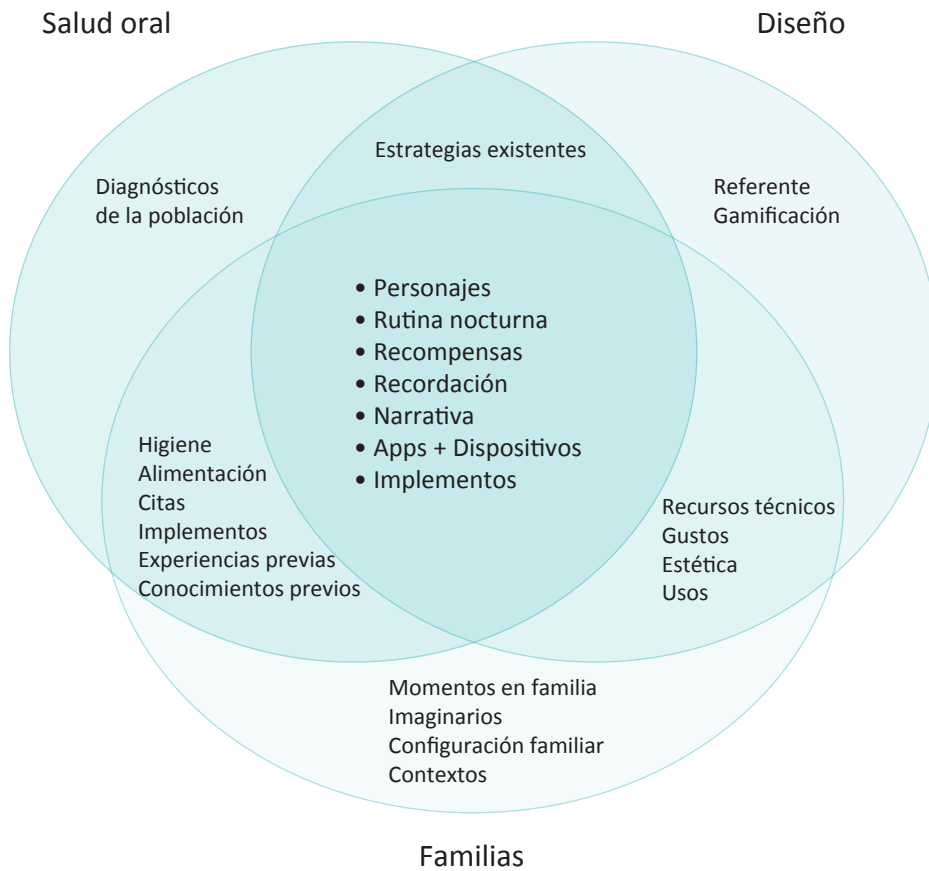 Salud oral
Diseño
Estrategias existentes
Diagnósticos
de la población
Referente
Gamificación
• Personajes
• Rutina nocturna
• Recompensas
• Recordación
• Narrativa
• Apps + Dispositivos
• Implementos
Higiene
Alimentación
Citas
Implementos
Experiencias previas
Conocimientos previos
Recursos técnicos
Gustos
Estética
Usos
Momentos en familia
Imaginarios
Configuración familiar
Contextos
Familias